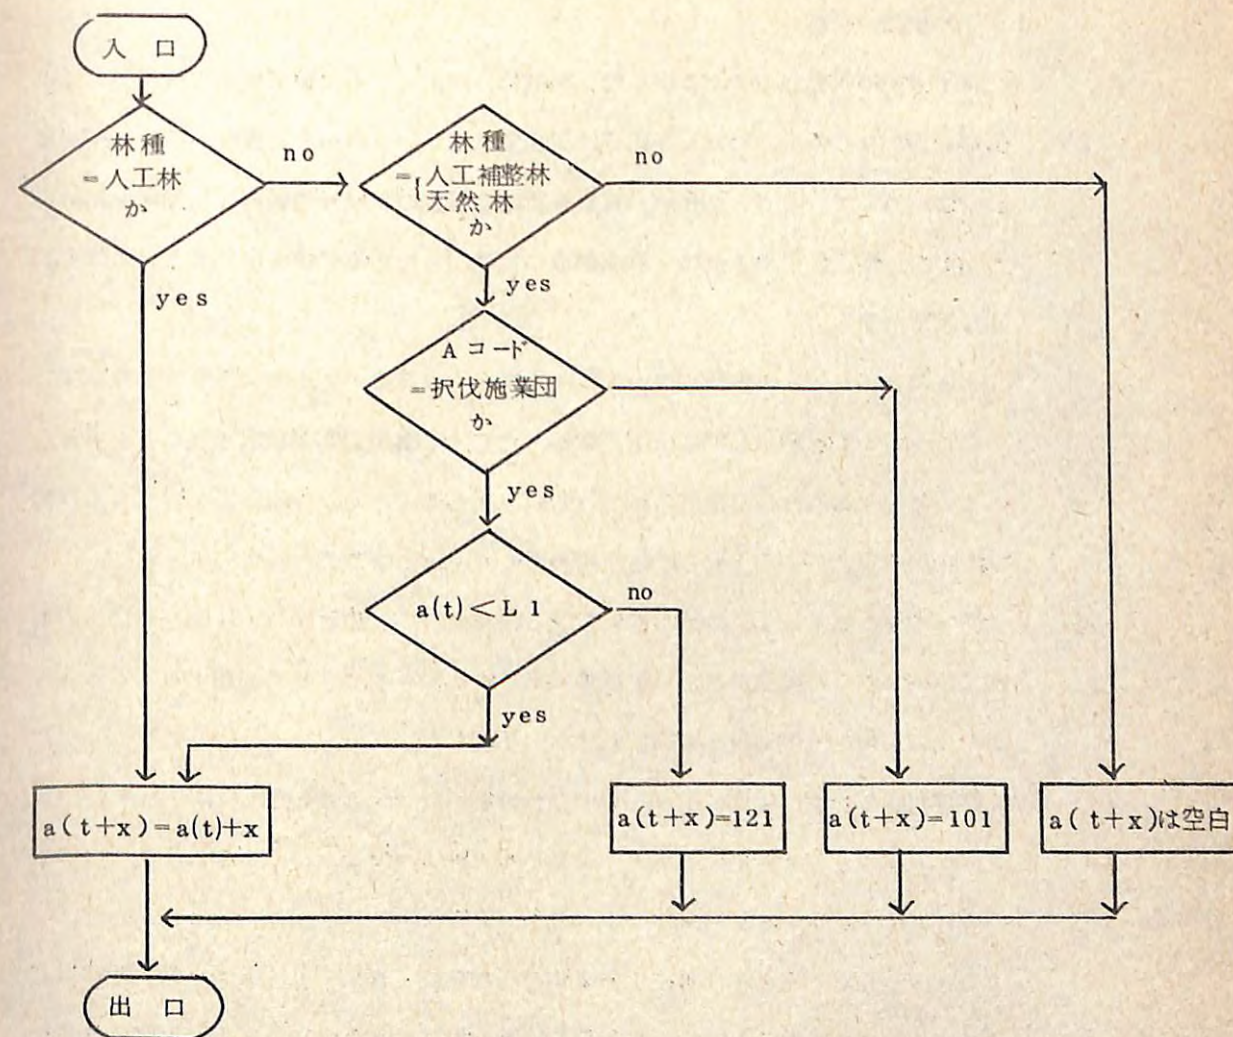 入口
林種
=人工林
か
no
yes
林種
={人工補整林
天然林
か
no
yes
Aコード
=択伐施業団
か
yes
a(t)<L1
no
yes
a(t+x)=a(t)+x
a(t+x)=121
a(t+x)=101
a(t+x)は空白
出口